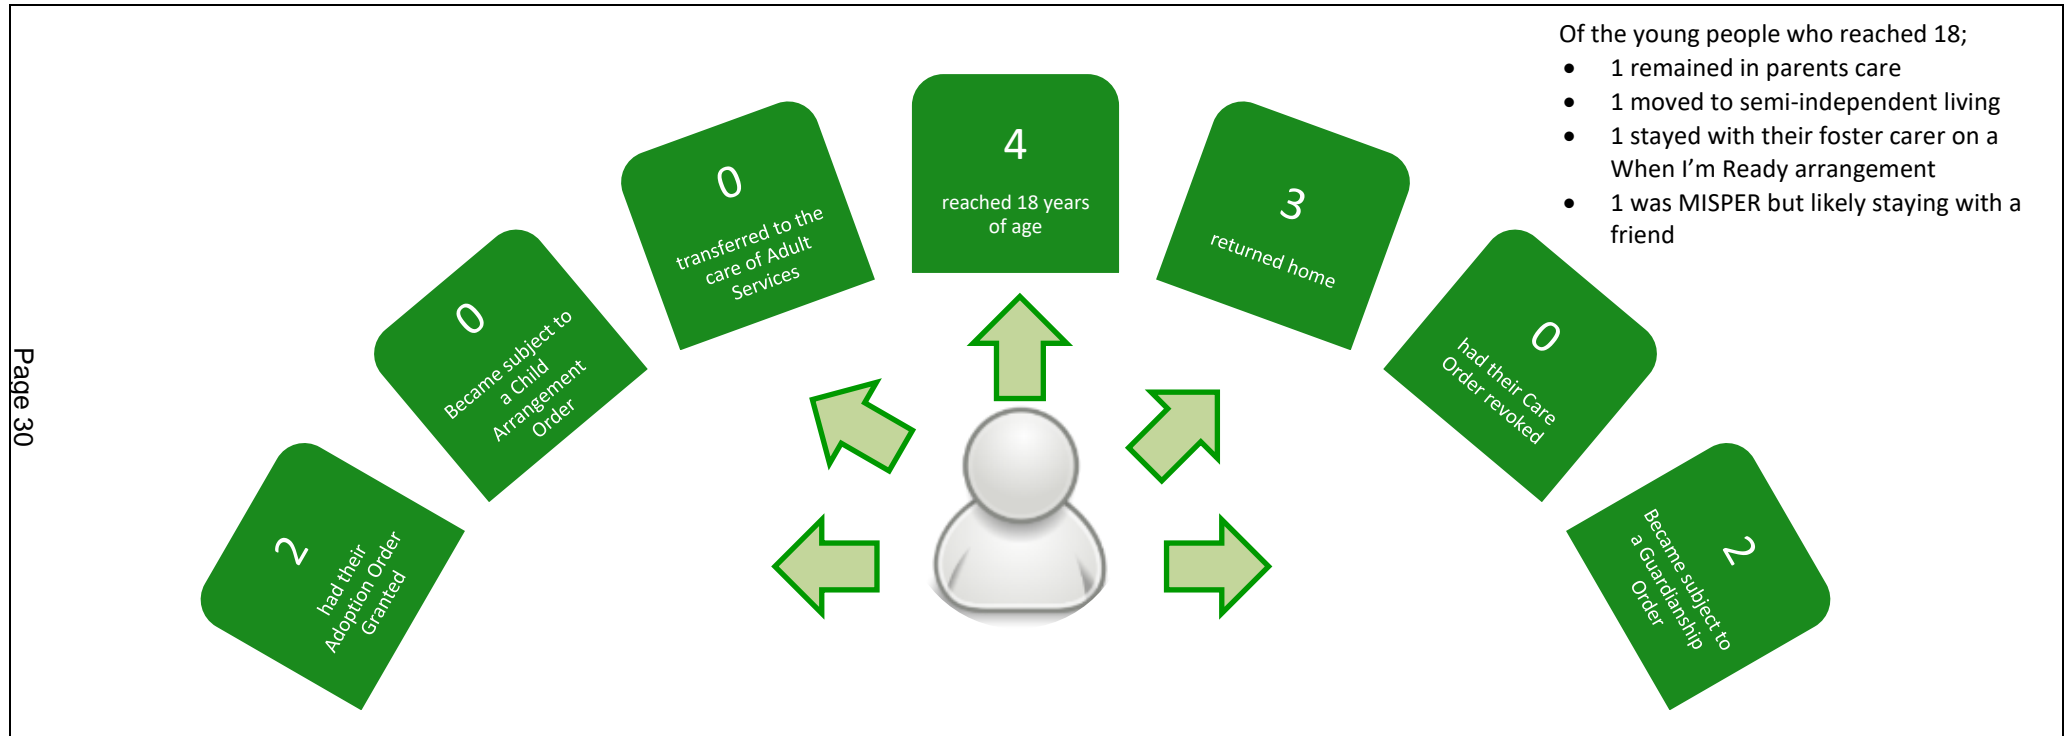 Of the young people who reached 18;
• 1 remained in parents care
• 1 moved to semi-independent living
• 1 stayed with their foster carer on a
When I’m Ready arrangement
• 1 was MISPER but likely staying with a
friend
2
had their
Adoption Order
Granted
0
Became subject to
a Child
Arrangement
Order
0
transferred to the
care of Adult
Services
4
reached 18 years
of age
3
returned home
0
had their Care
Order revoked
2
Became subject to
a Guardianship
Order
Page 30